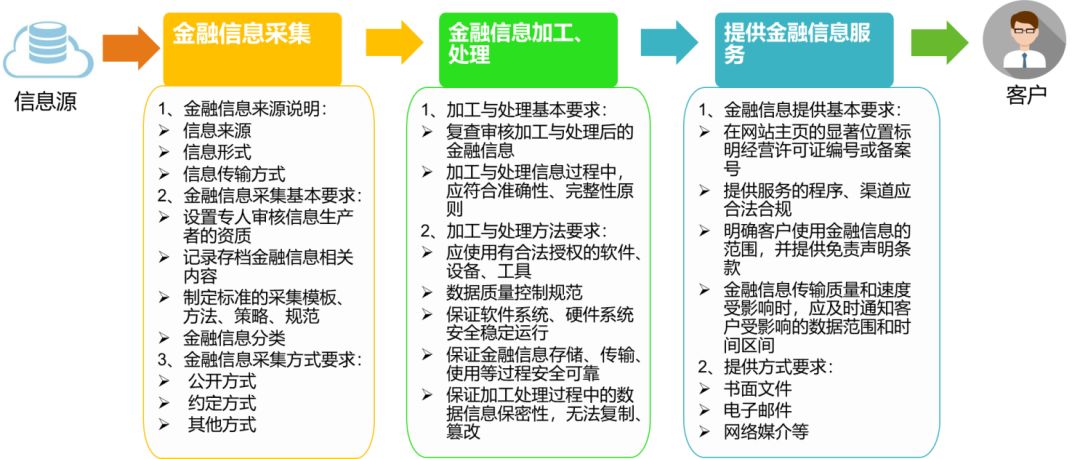 信息源
金融信息采集
1、金融信息来源说明：
➢ 信息来源
➢ 信息形式
➢ 信息传输方式
2、金融信息采集基本要求：
➢ 设置专人审核信息生产
者的资质
➢ 记录存档金融信息相关
内容
➢ 制定标准的采集模板、
方法、策略、规范
➢ 金融信息分类
3、金融信息采集方式要求：
➢ 公开方式
➢ 约定方式
➢ 其他方式
金融信息加工、
处理
1、加工与处理基本要求：
➢ 复查审核加工与处理后的
金融信息
➢ 加工与处理信息过程中，
应符合准确性、完整性原
则
2、加工与处理方法要求：
➢ 应使用有合法授权的软件、
设备、工具
➢ 数据质量控制规范
➢ 保证软件系统、硬件系统
安全稳定运行
➢ 保证金融信息存储、传输、
使用等过程安全可靠
➢ 保证加工处理过程中的数
据信息保密性，无法复制、
篡改
提供金融信息服
务
1、金融信息提供基本要求：
➢ 在网站主页的显著位置标
明经营许可证编号或备案
号
➢ 提供服务的程序、渠道应
合法合规
➢ 明确客户使用金融信息的
范围，并提供免责声明条
款
➢ 金融信息传输质量和速度
受影响时，应及时通知客
户受影响的数据范围和时
间区间
2、提供方式要求：
➢ 书面文件
➢ 电子邮件
➢ 网络媒介等
客户